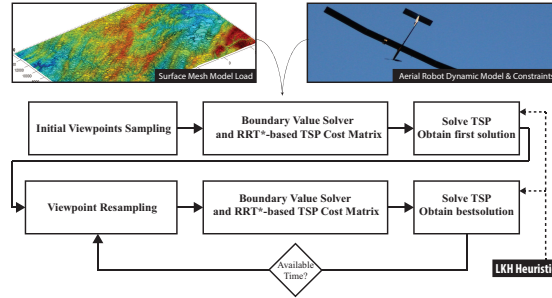 Surface Mesh Model Load
Aerial Robot Dynamic Model & Constraints
Initial Viewpoints Sampling
Boundary Value Solver
and RRT*-based TSP Cost Matrix
Solve TSP
Obtain first solution
Viewpoint Resampling
Boundary Value Solver
and RRT*-based TSP Cost Matrix
Solve TSP
Obtain bestsolution
Available
Time?
LKH Heuristi